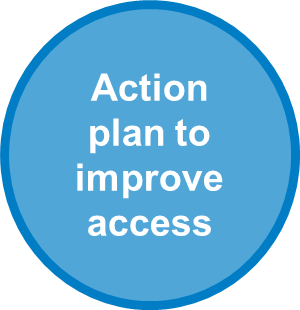 Action
plan to
improve
access